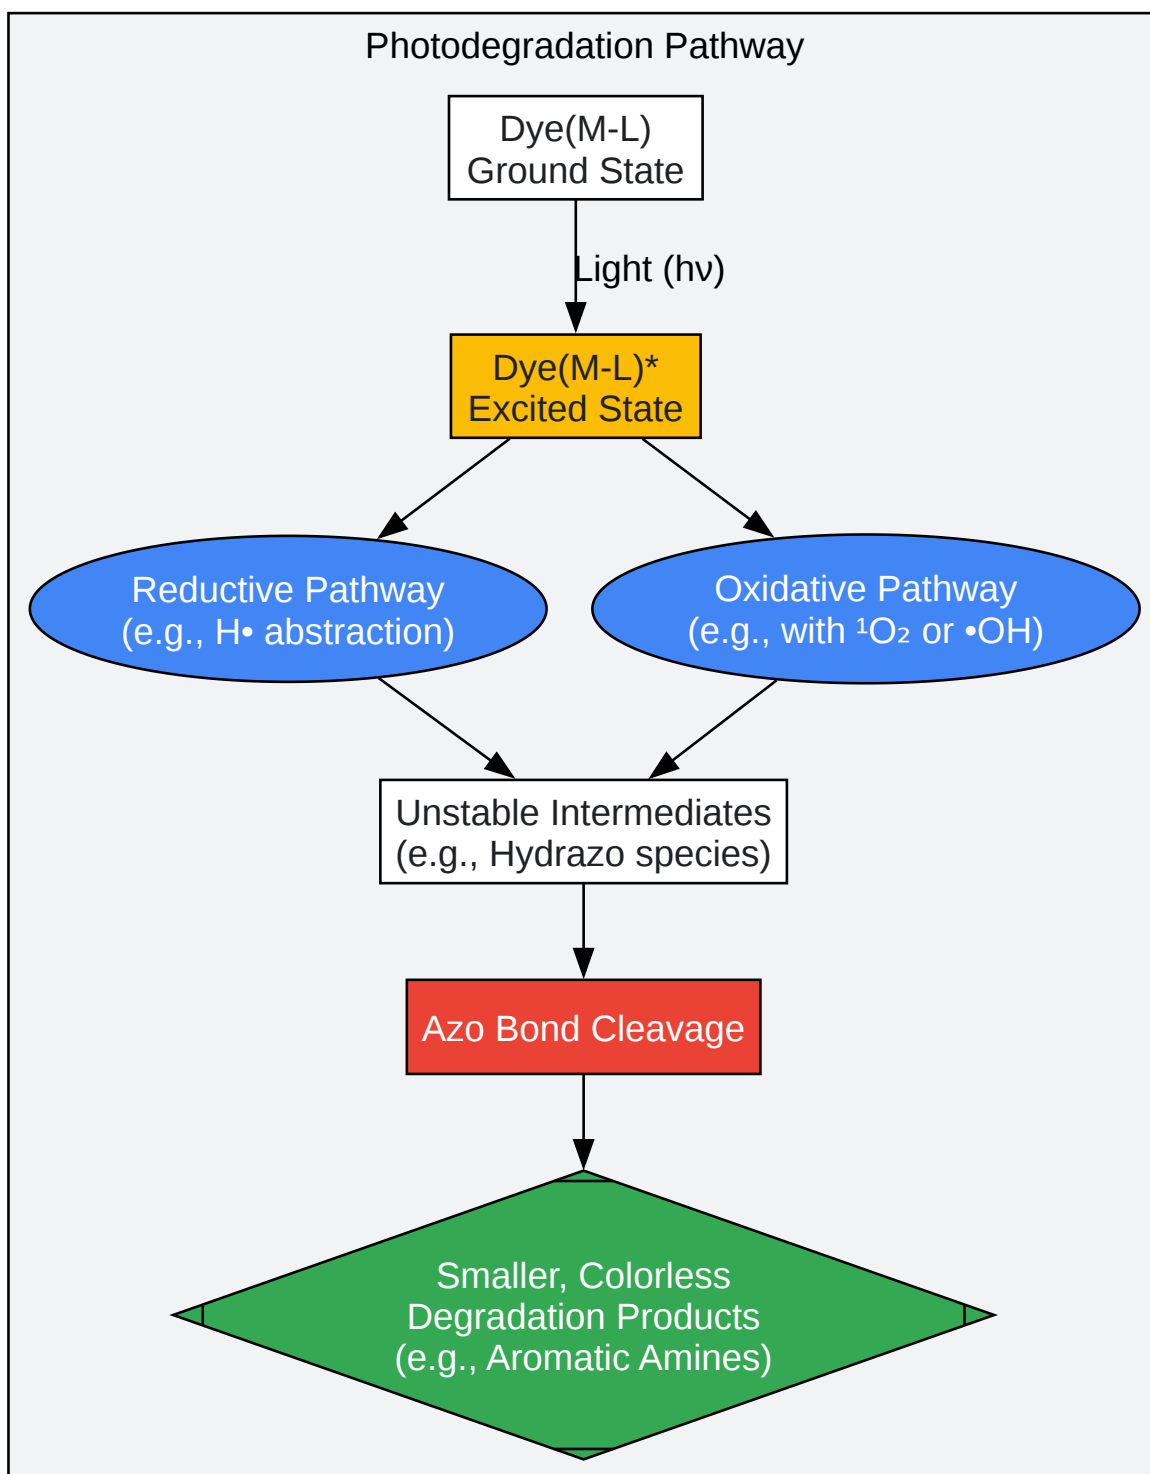 Photodegradation Pathway
Dye(M-L)
Ground State
Light (hν)
Dye(M-L)*
Excited State
Reductive Pathway
(e.g., H• abstraction)
Oxidative Pathway
(e.g., with ¹O₂ or •OH)
Unstable Intermediates
(e.g., Hydrazo species)
Azo Bond Cleavage
Smaller, Colorless
Degradation Products
(e.g., Aromatic Amines)